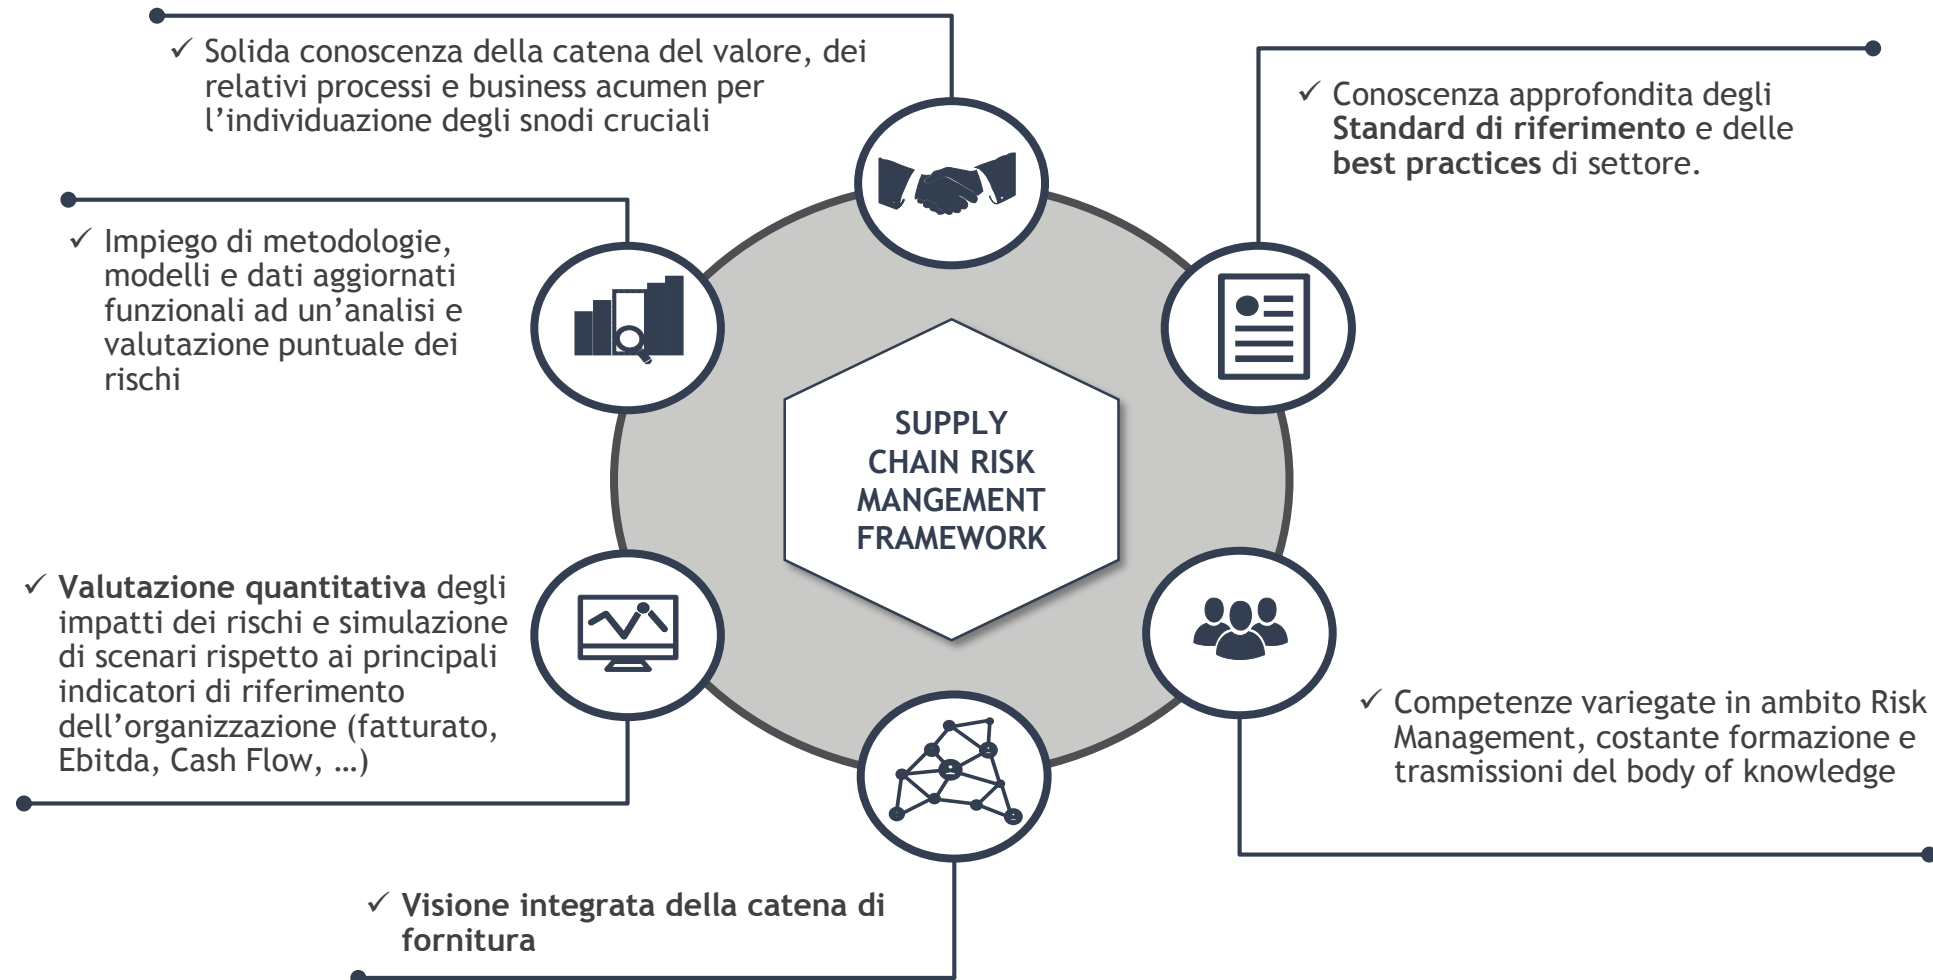 ✓ Solida conoscenza della catena del valore, dei
relativi processi e business acumen per
l’individuazione degli snodi cruciali
✓ Conoscenza approfondita degli
Standard di riferimento e delle
best practices di settore.
✓ Impiego di metodologie,
modelli e dati aggiornati
funzionali ad un’analisi e
valutazione puntuale dei
rischi
SUPPLY
CHAIN RISK
MANGEMENT
FRAMEWORK
✓ Valutazione quantitativa degli
impatti dei rischi e simulazione
di scenari rispetto ai principali
indicatori di riferimento
dell’organizzazione (fatturato,
Ebitda, Cash Flow, …)
✓ Competenze variegate in ambito Risk
Management, costante formazione e
trasmissioni del body of knowledge
✓ Visione integrata della catena di
fornitura